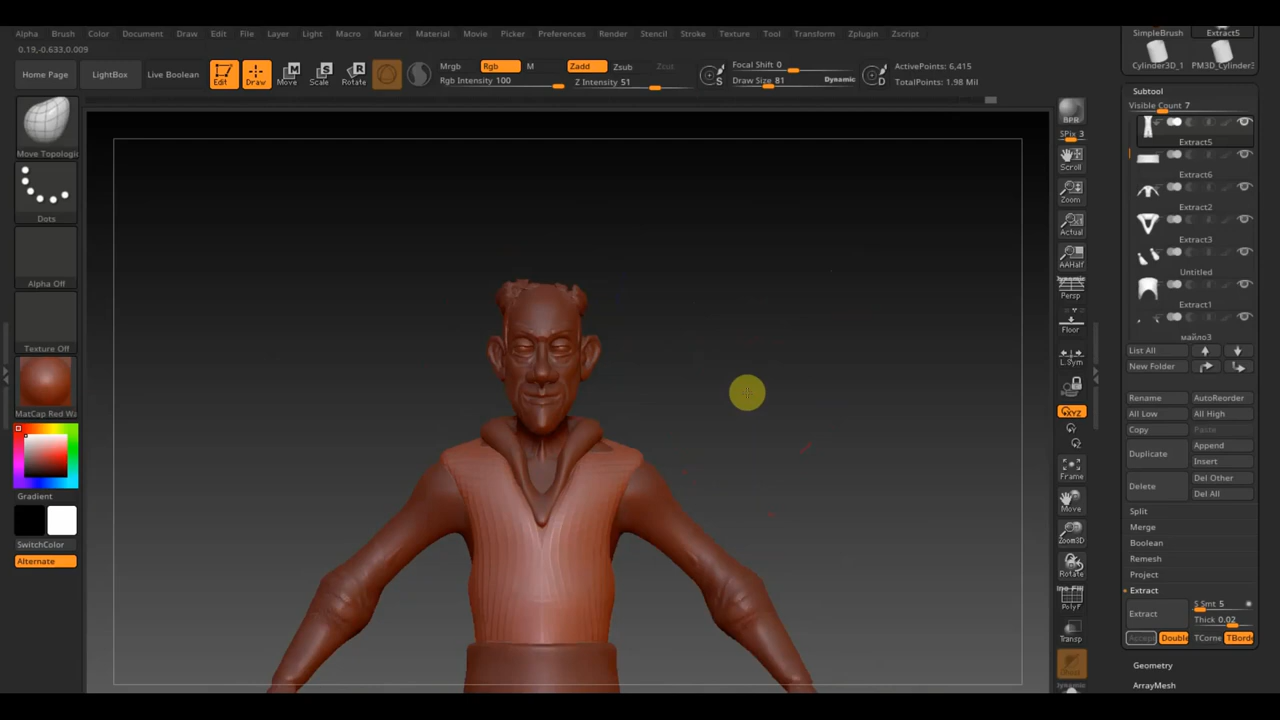 Alpha Brush Color Document Draw Edit File Layer Light Macro Marker Material Movie Picker Preferences Render Stencil Stroke Texture Tool Transform Zplugin Zscript
0.19,-0.633,0.009
Home Page LightBox Live Boolean Edit Draw Move Scale Rotate
Mrgb Rgb M Zadd Zsub Zcut
Rgb Intensity 100 Z Intensity 51
Focal Shift 0
Draw Size 81 Dynamic
S D
ActivePoints: 6,415
TotalPoints: 1.98 Mil
Move Topologic
Dots
Alpha Off
Texture Off
MatCap Red Wa
Gradient
SwitchColor
Alternate
BPR
SPix 3
Scroll
Zoom
Actual
AAHalf
Dynamic
Persp
Floor
L.Sym
XYZ
Frame
Move
Zoom3D
Rotate
PolyF
Transp
SimpleBrush Extract5
Cylinder3D_1 PM3D_Cylinder3
Subtool
Visible Count 7
Extract5
Extract6
Extract2
Extract3
Untitled
Extract1
майло3
List All
New Folder
Rename AutoReorder
All Low All High
Copy Paste
Duplicate Append
Insert
Delete Del Other
Del All
Split
Merge
Boolean
Remesh
Project
Extract
Extract S Smt 5
Thick 0.02
Accept Double TCorne TBorde
Geometry
ArrayMesh